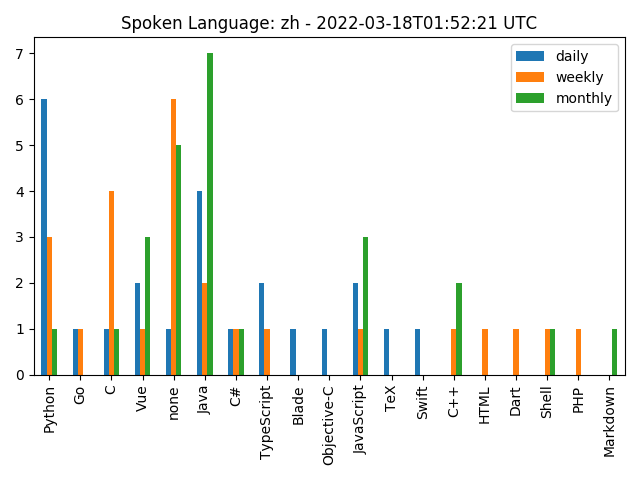 Spoken Language: zh - 2022-03-18T01:52:21 UTC
daily
weekly
monthly
7
6
5
4
3
2
1
0
Python
Go
C
Vue
none
Java
C#
TypeScript
Blade
Objective-C
JavaScript
TeX
Swift
C++
HTML
Dart
Shell
PHP
Markdown